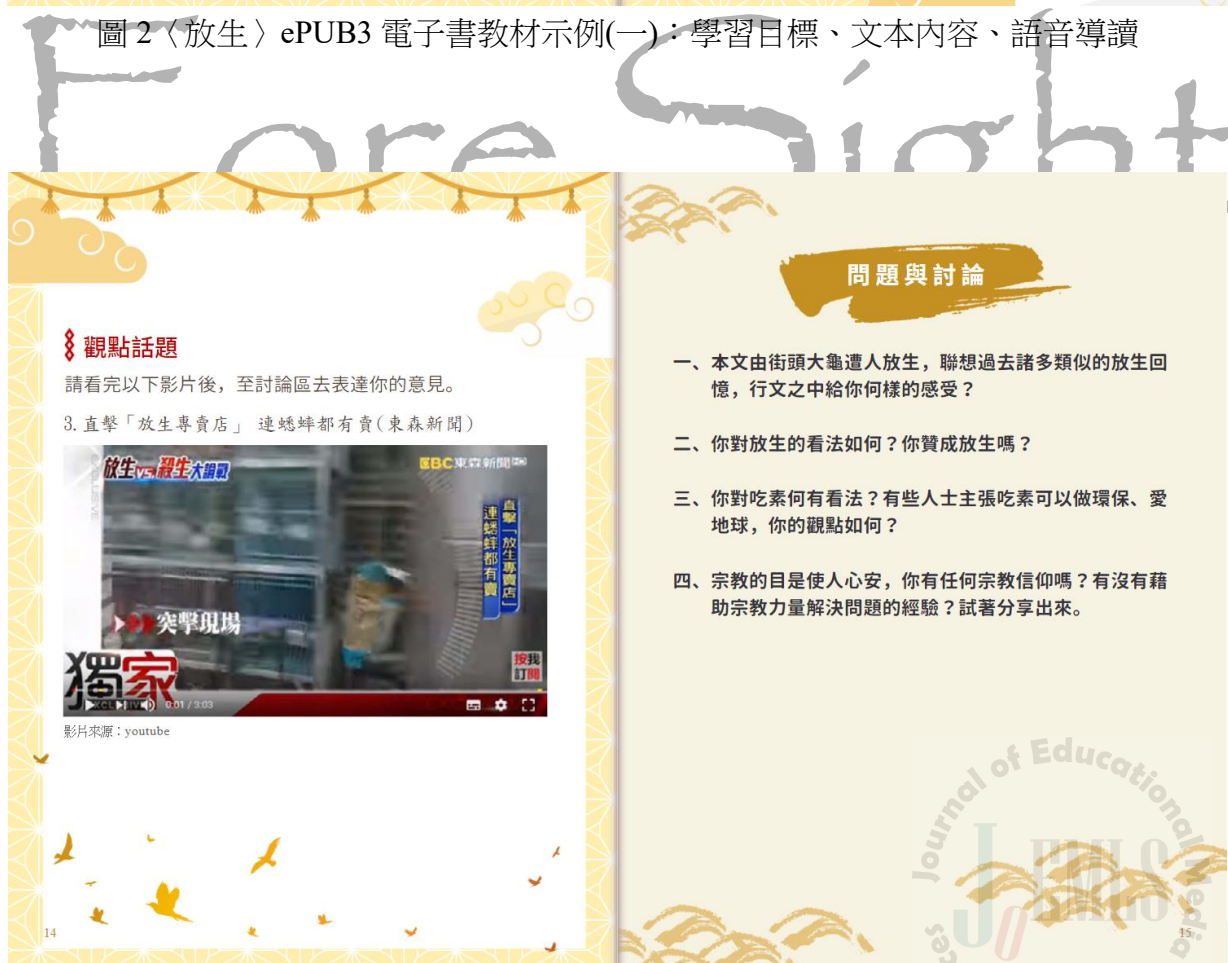 圖 2〈放生〉ePUB3 電子書教材示例(一)：學習目標、文本內容、語音導讀
Fore Sight
觀點話題
請看完以下影片後，至討論區去表達你的意見。
3.直擊「放生專賣店」 連蟋蟀都有賣(東森新聞)
放生VS殺生大論戰
EBC東森新聞
直擊「放生專賣店」
連蟋蟀都有賣
突擊現場
獨家
按我
訂閱
0:01 / 3:03
影片來源：youtube
14
問題與討論
一、本文由街頭大龜遭人放生，聯想過去諸多類似的放生回
憶，行文之中給你何樣的感受？
二、你對放生的看法如何？你贊成放生嗎？
三、你對吃素何有看法？有些人士主張吃素可以做環保、愛
地球，你的觀點如何？
四、宗教的目是使人心安，你有任何宗教信仰嗎？有沒有藉
助宗教力量解決問題的經驗？試著分享出來。
Journal of Educational Media
JEMLS
15